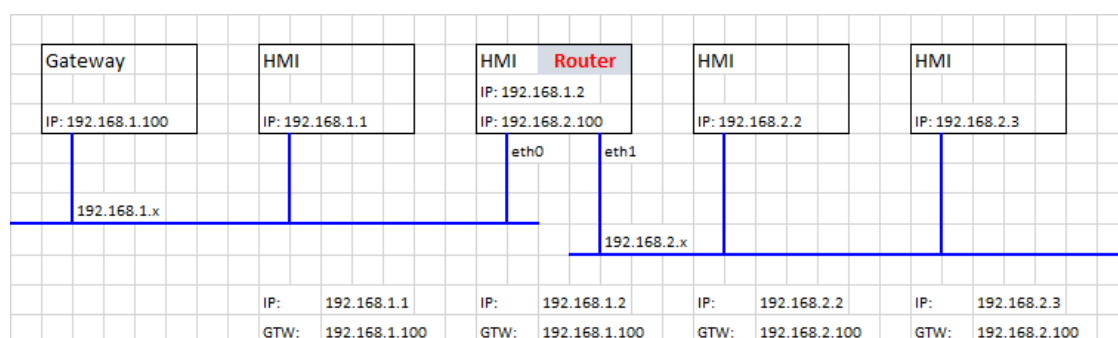 Gateway
HMI
HMI Router
HMI
HMI
IP: 192.168.1.2
IP: 192.168.1.100
IP: 192.168.1.1
IP: 192.168.2.100
IP: 192.168.2.2
IP: 192.168.2.3
eth0
eth1
192.168.1.x
192.168.2.x
IP: 192.168.1.1
IP: 192.168.1.2
IP: 192.168.2.2
IP: 192.168.2.3
GTW: 192.168.1.100
GTW: 192.168.1.100
GTW: 192.168.2.100
GTW: 192.168.2.100